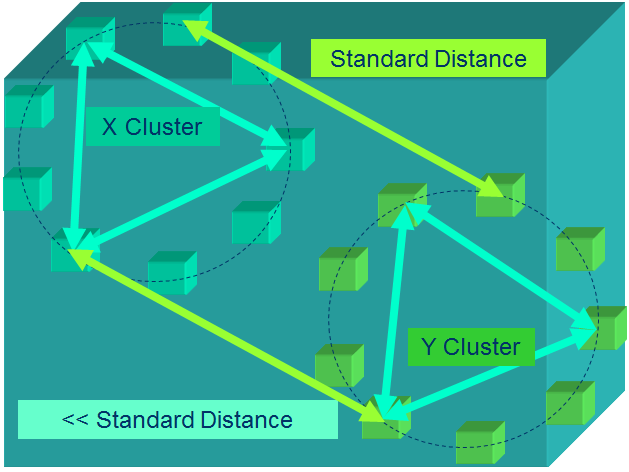 Standard Distance
X Cluster
Y Cluster
<< Standard Distance